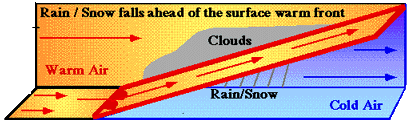 Rain / Snow falls ahead of the surface warm front
Clouds
Warm Air
Rain/Snow
Cold Air